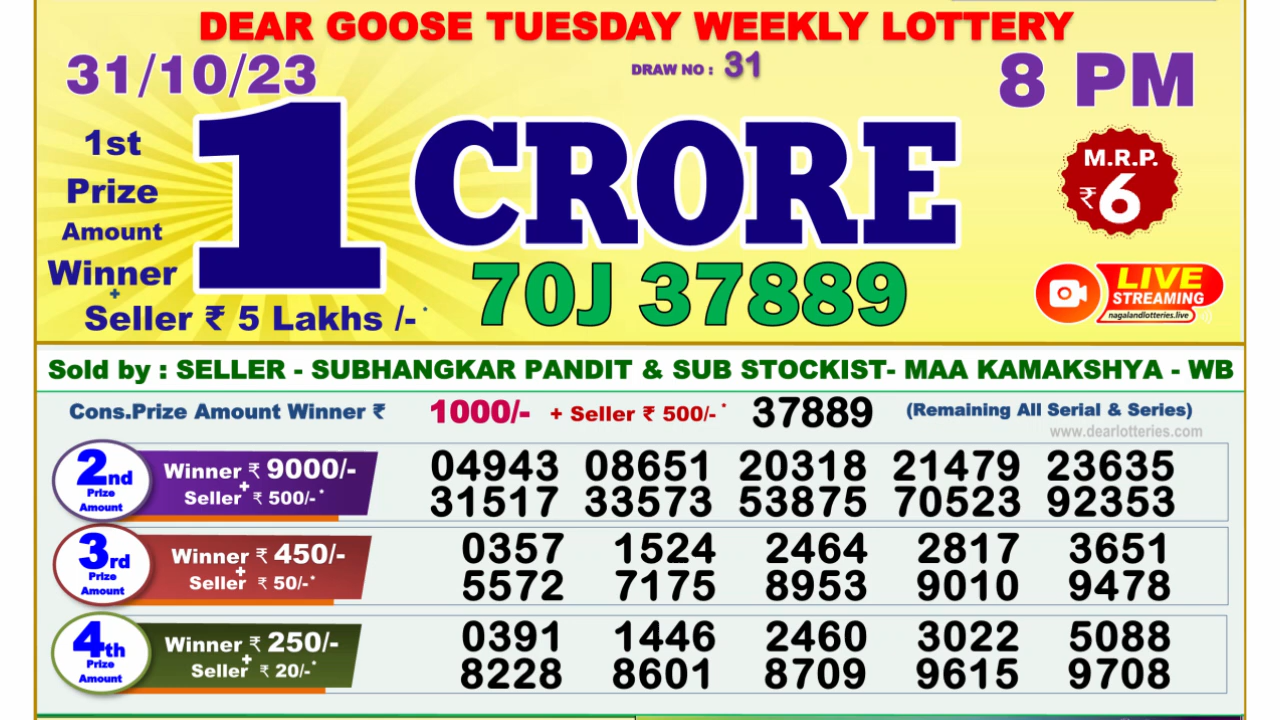 DEAR GOOSE TUESDAY WEEKLY LOTTERY
31/10/23
DRAW NO : 31
8 PM
1st
Prize
Amount
Winner
+
Seller ₹ 5 Lakhs /-*
1 CRORE
70J 37889
M.R.P.
₹6
LIVE
STREAMING
nagalandlotteries.live
Sold by : SELLER - SUBHANGKAR PANDIT & SUB STOCKIST- MAA KAMAKSHYA - WB
Cons.Prize Amount Winner ₹ 1000/- + Seller ₹ 500/-* 37889 (Remaining All Serial & Series)
www.dearlotteries.com
2nd
Prize
Amount
Winner ₹ 9000/-
+
Seller ₹ 500/-*
04943 08651 20318 21479 23635
31517 33573 53875 70523 92353
3rd
Prize
Amount
Winner ₹ 450/-
+
Seller ₹ 50/-*
0357 1524 2464 2817 3651
5572 7175 8953 9010 9478
4th
Prize
Amount
Winner ₹ 250/-
+
Seller ₹ 20/-*
0391 1446 2460 3022 5088
8228 8601 8709 9615 9708